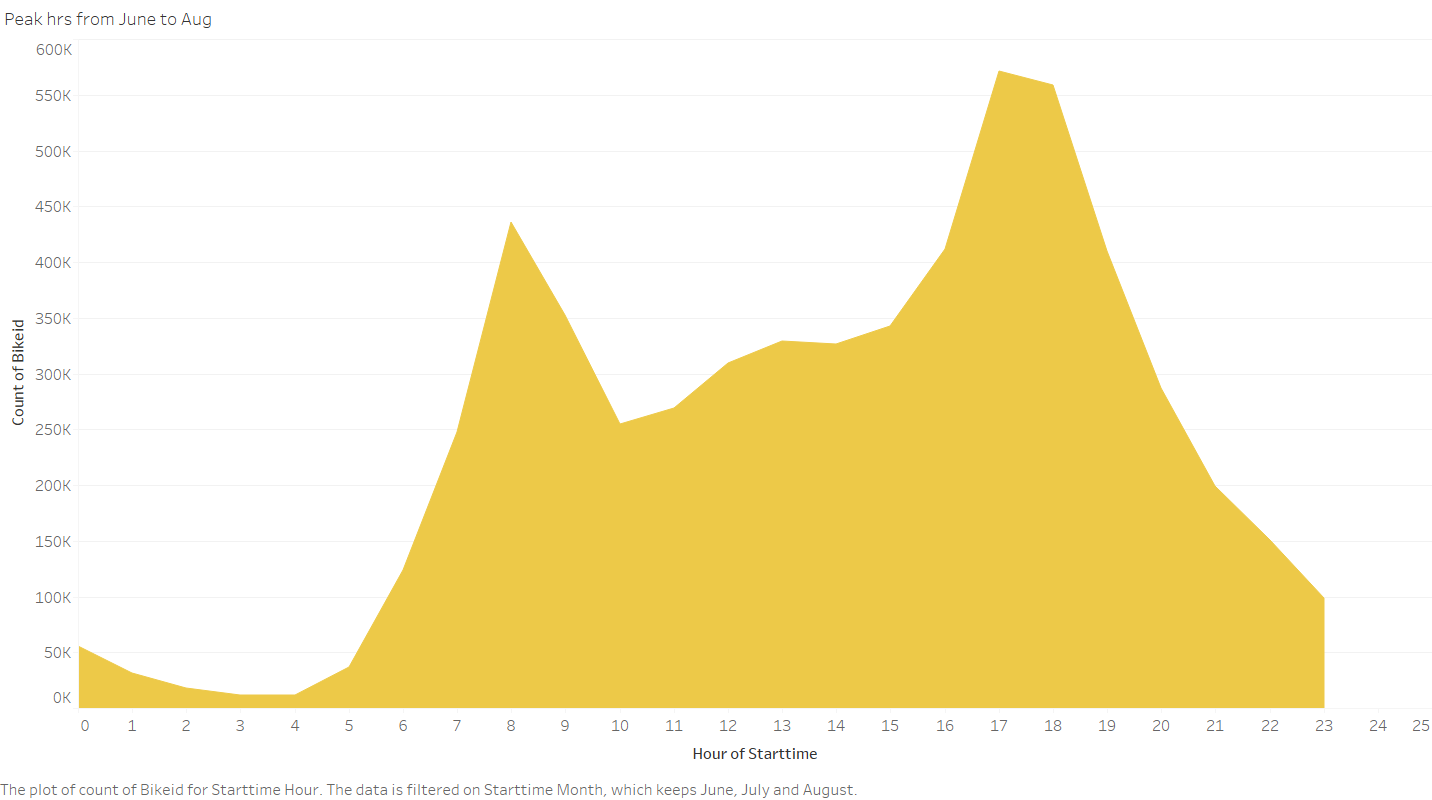 Peak hrs from June to Aug
600K
550K
500K
450K
400K
350K
300K
250K
200K
150K
100K
50K
0K
Count of Bikeid
0 1 2 3 4 5 6 7 8 9 10 11 12 13 14 15 16 17 18 19 20 21 22 23 24 25
Hour of Starttime
The plot of count of Bikeid for Starttime Hour. The data is filtered on Starttime Month, which keeps June, July and August.